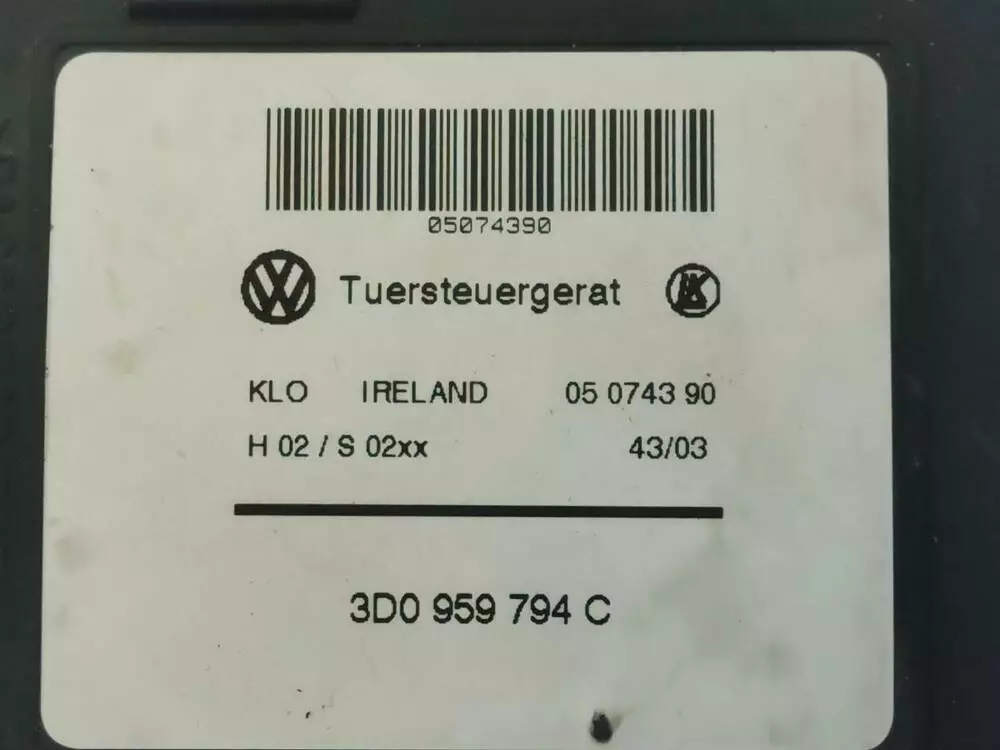 05074390
Tuersteuergerat
KLO IRELAND 05 0743 90
H 02 / S 02xx 43/03
3D0 959 794 C